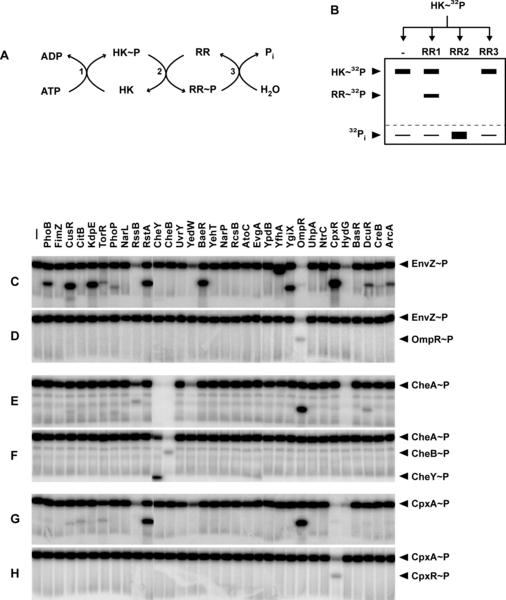 A
ADP
HK~P
RR
Pi
1
2
3
ATP
HK
RR~P
H2O
B
HK~32P
-
RR1
RR2
RR3
HK~32P
RR~32P
32Pi
— PhoB FimZ CusR CitB KdpE TorR PhoP NarL RssB RstA CheY CheB UvrY YedW BaeR YehT NarP RcsB AtoC EvgA YpdB YfhA YgiX OmpR UhpA NtrC CpxR HydG BasR DcuR CreB ArcA
C
EnvZ~P
D
EnvZ~P
OmpR~P
E
CheA~P
F
CheA~P
CheB~P
CheY~P
G
CpxA~P
H
CpxA~P
CpxR~P